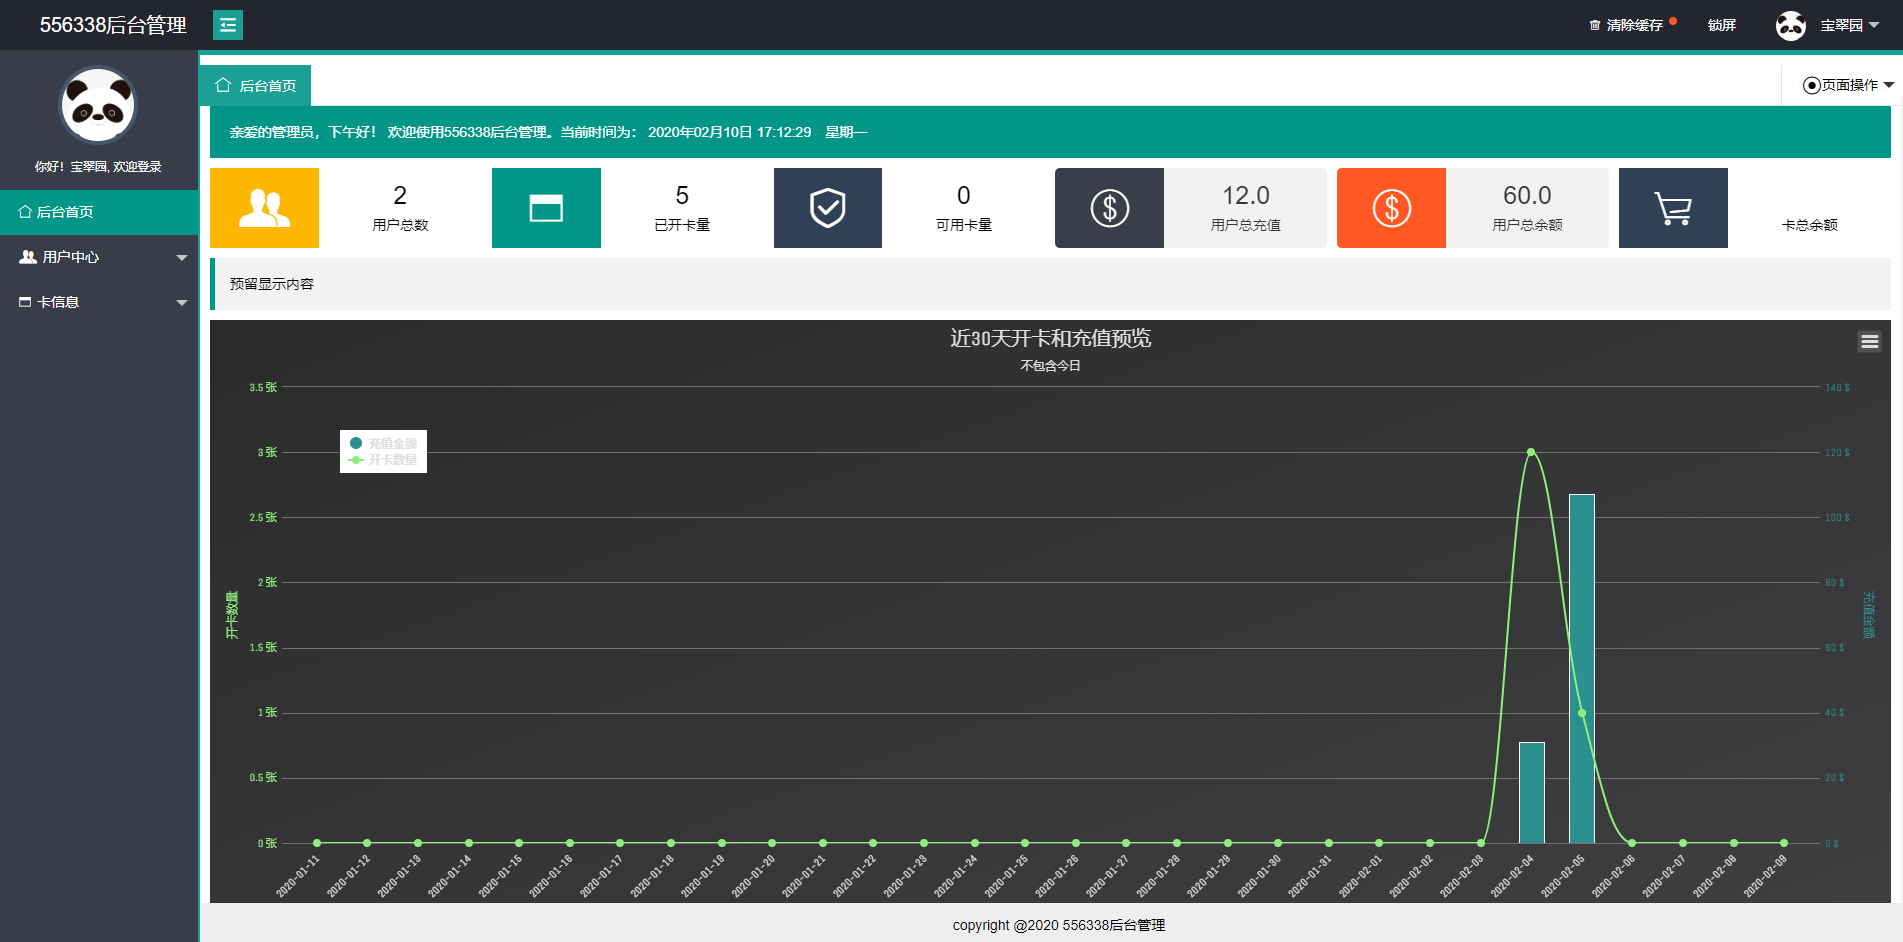 556338后台管理
清除缓存
锁屏
宝翠园
你好！宝翠园, 欢迎登录
后台首页
用户中心
卡信息
后台首页
页面操作
亲爱的管理员，下午好！ 欢迎使用556338后台管理。当前时间为： 2020年02月10日 17:12:29 星期一
2
用户总数
5
已开卡量
0
可用卡量
12.0
用户总充值
60.0
用户总余额
卡总余额
预留显示内容
近30天开卡和充值预览
不包含今日
3.5 张
3 张
2.5 张
2 张
1.5 张
1 张
0.5 张
0 张
开卡数量
充值金额
开卡数量
140 $
120 $
100 $
80 $
60 $
40 $
20 $
0 $
充值金额
2020-01-11
2020-01-12
2020-01-13
2020-01-14
2020-01-15
2020-01-16
2020-01-17
2020-01-18
2020-01-19
2020-01-20
2020-01-21
2020-01-22
2020-01-23
2020-01-24
2020-01-25
2020-01-26
2020-01-27
2020-01-28
2020-01-29
2020-01-30
2020-01-31
2020-02-01
2020-02-02
2020-02-03
2020-02-04
2020-02-05
2020-02-06
2020-02-07
2020-02-08
2020-02-09
copyright @2020 556338后台管理